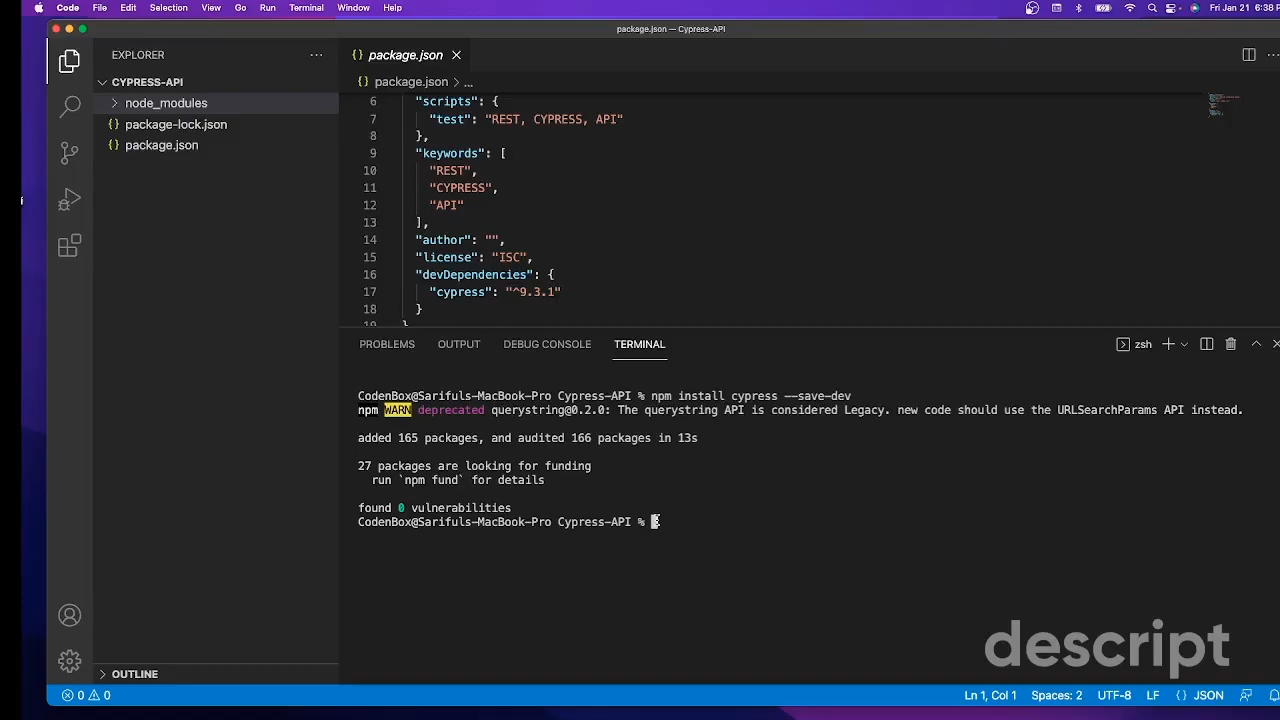 Code File Edit Selection View Go Run Terminal Window Help Fri Jan 21 6:38 P
package.json — Cypress-API
EXPLORER
CYPRESS-API
node_modules
package-lock.json
package.json
{} package.json
{} package.json > ...
6 "scripts": {
7 "test": "REST, CYPRESS, API"
8 },
9 "keywords": [
10 "REST",
11 "CYPRESS",
12 "API"
13 ],
14 "author": "",
15 "license": "ISC",
16 "devDependencies": {
17 "cypress": "^9.3.1"
18 }
19 }
PROBLEMS OUTPUT DEBUG CONSOLE TERMINAL zsh
CodenBox@Sarifuls-MacBook-Pro Cypress-API % npm install cypress --save-dev
npm WARN deprecated querystring@0.2.0: The querystring API is considered Legacy. new code should use the URLSearchParams API instead.
added 165 packages, and audited 166 packages in 13s
27 packages are looking for funding
run `npm fund` for details
found 0 vulnerabilities
CodenBox@Sarifuls-MacBook-Pro Cypress-API %
descript
OUTLINE
0 0 Ln 1, Col 1 Spaces: 2 UTF-8 LF {} JSON